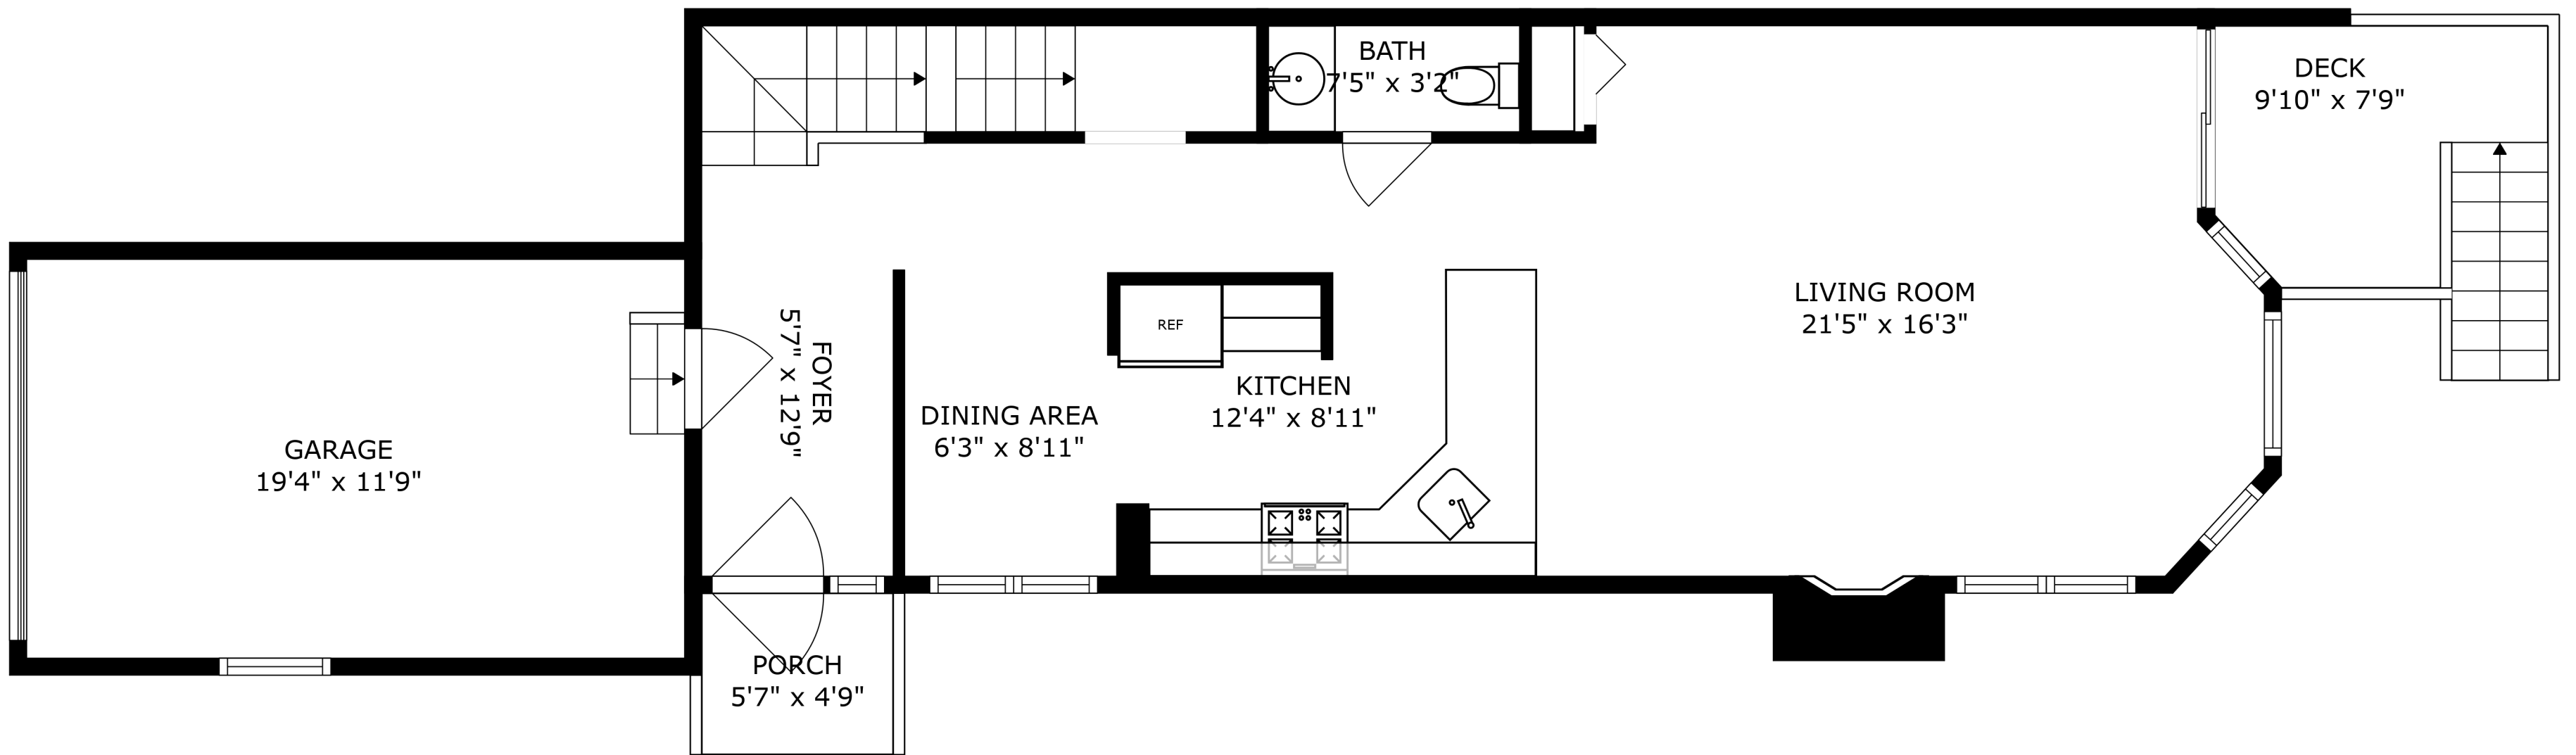 BATH
7'5" x 3'2"
DECK
9'10" x 7'9"
LIVING ROOM
21'5" x 16'3"
REF
FOYER
5'7" x 12'9"
KITCHEN
12'4" x 8'11"
DINING AREA
6'3" x 8'11"
GARAGE
19'4" x 11'9"
PORCH
5'7" x 4'9"